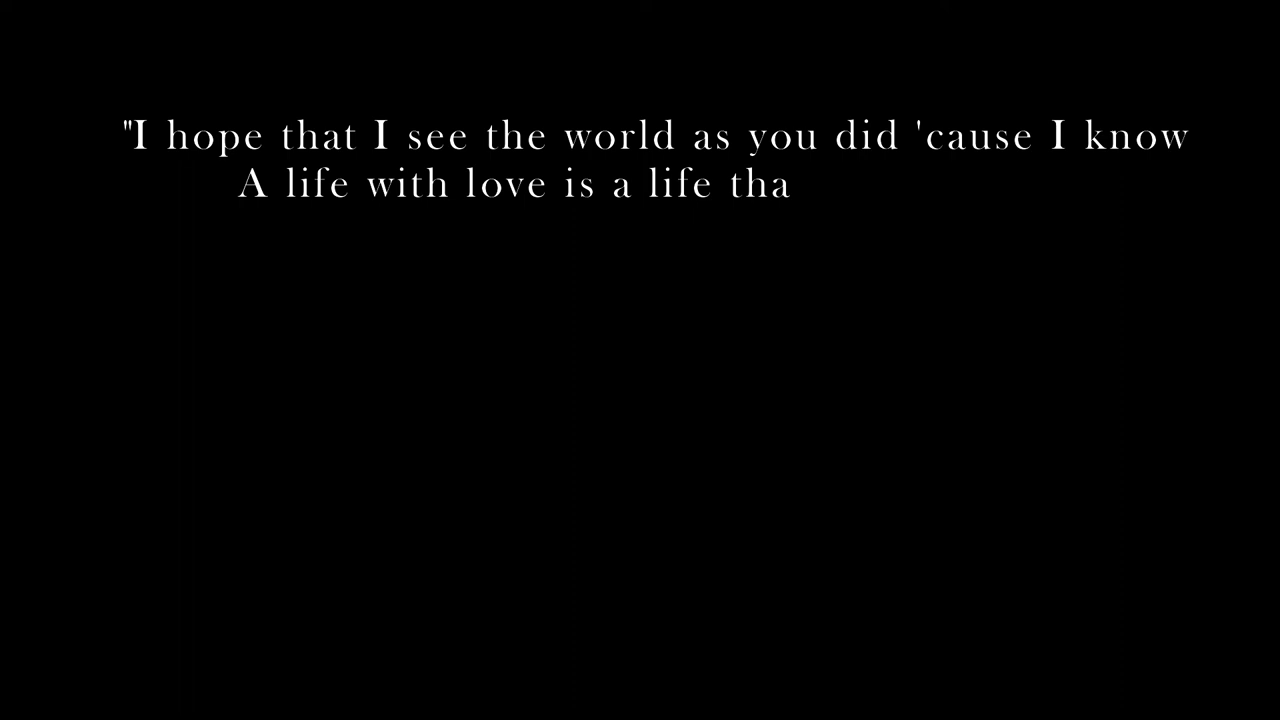 "I hope that I see the world as you did 'cause I know
A life with love is a life tha